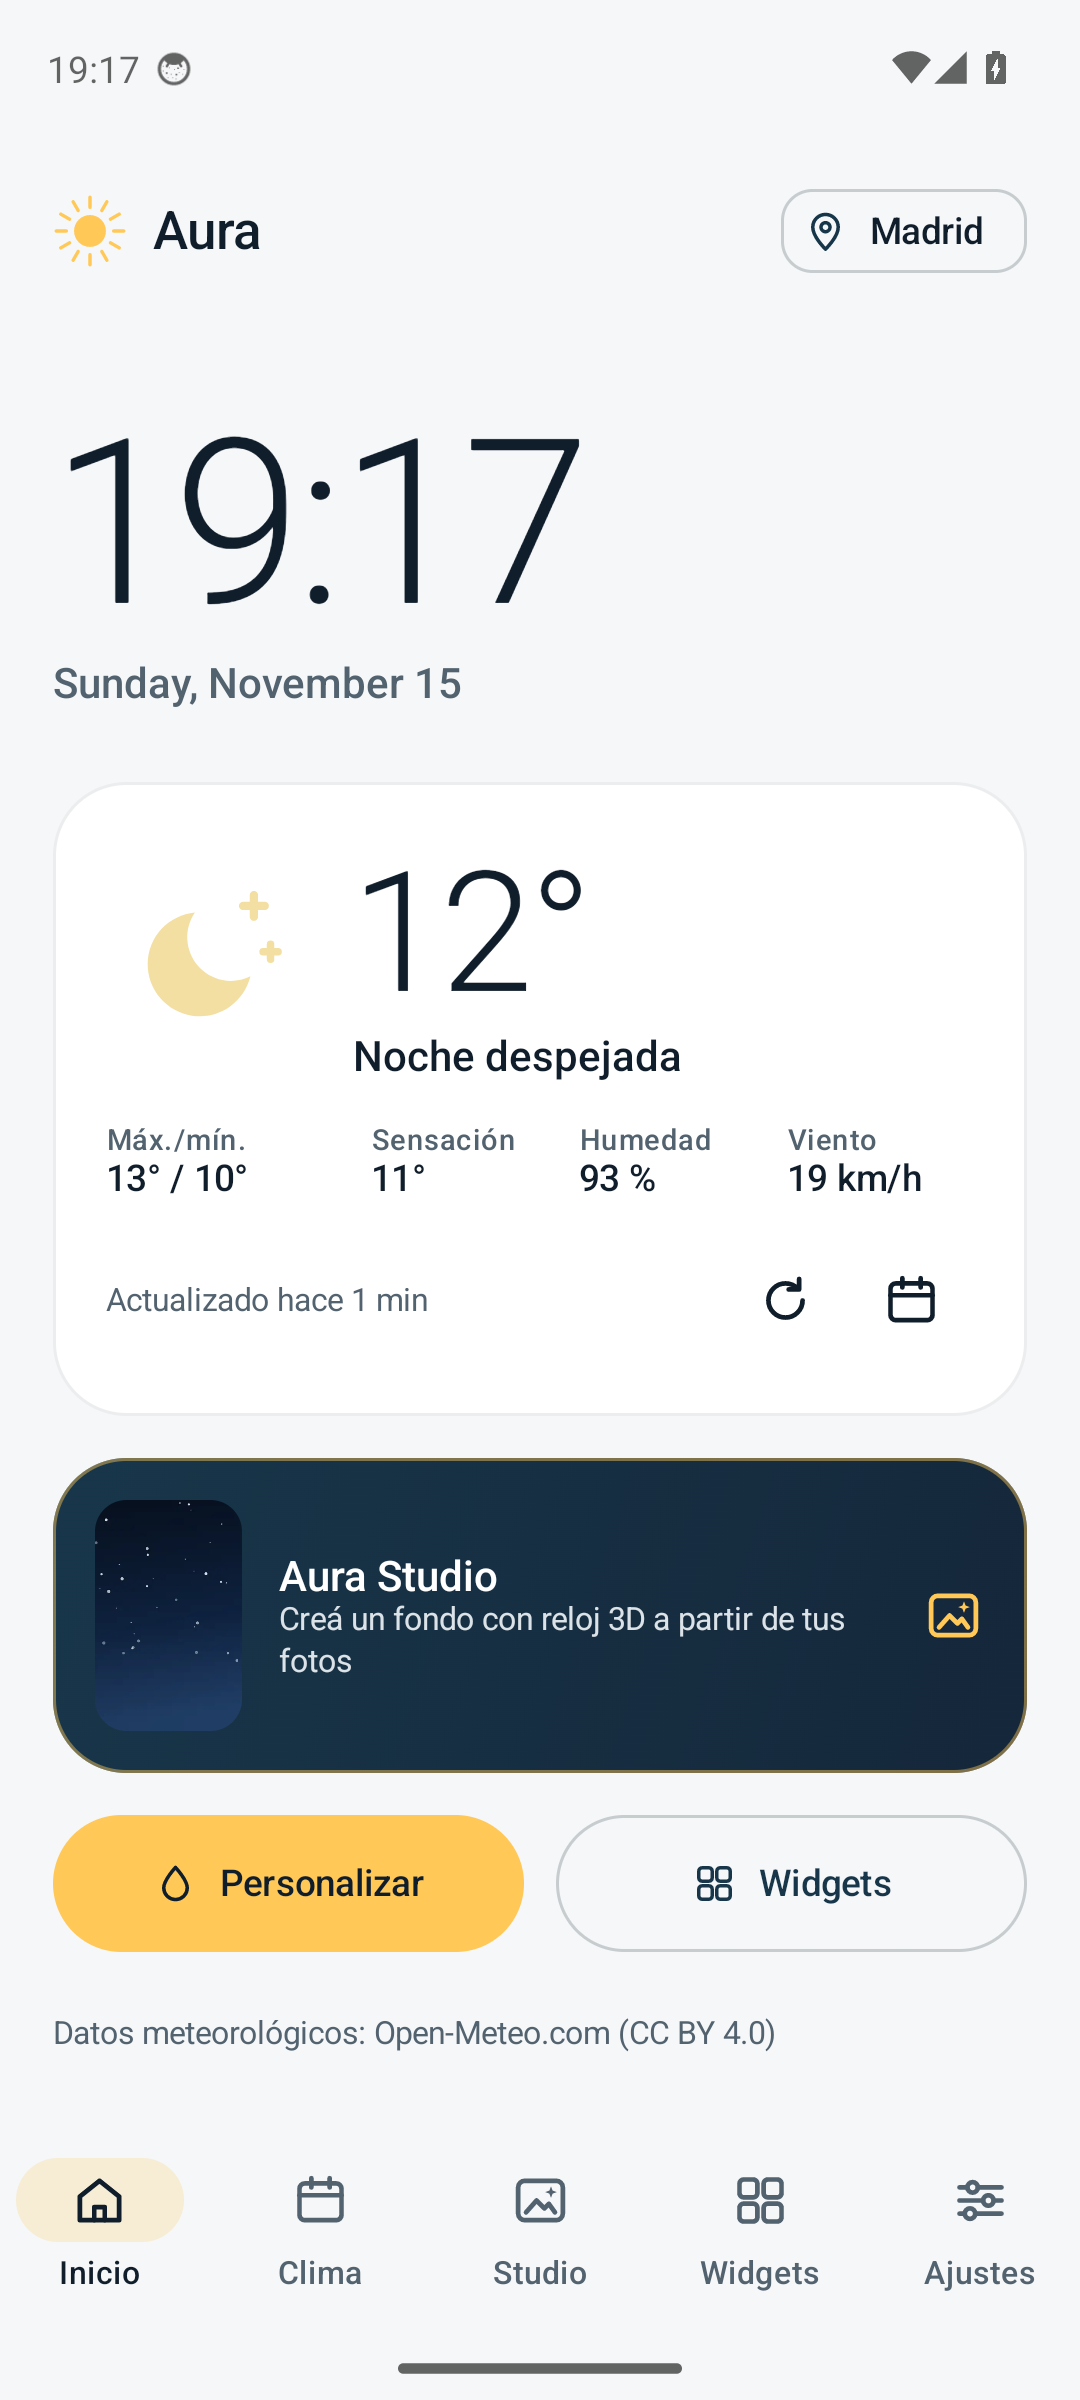 19:17
Aura
Madrid
19:17
Sunday, November 15
12°
Noche despejada
Máx./mín. Sensación Humedad Viento
13° / 10° 11° 93 % 19 km/h
Actualizado hace 1 min
Aura Studio
Creá un fondo con reloj 3D a partir de tus
fotos
Personalizar
Widgets
Datos meteorológicos: Open-Meteo.com (CC BY 4.0)
Inicio Clima Studio Widgets Ajustes